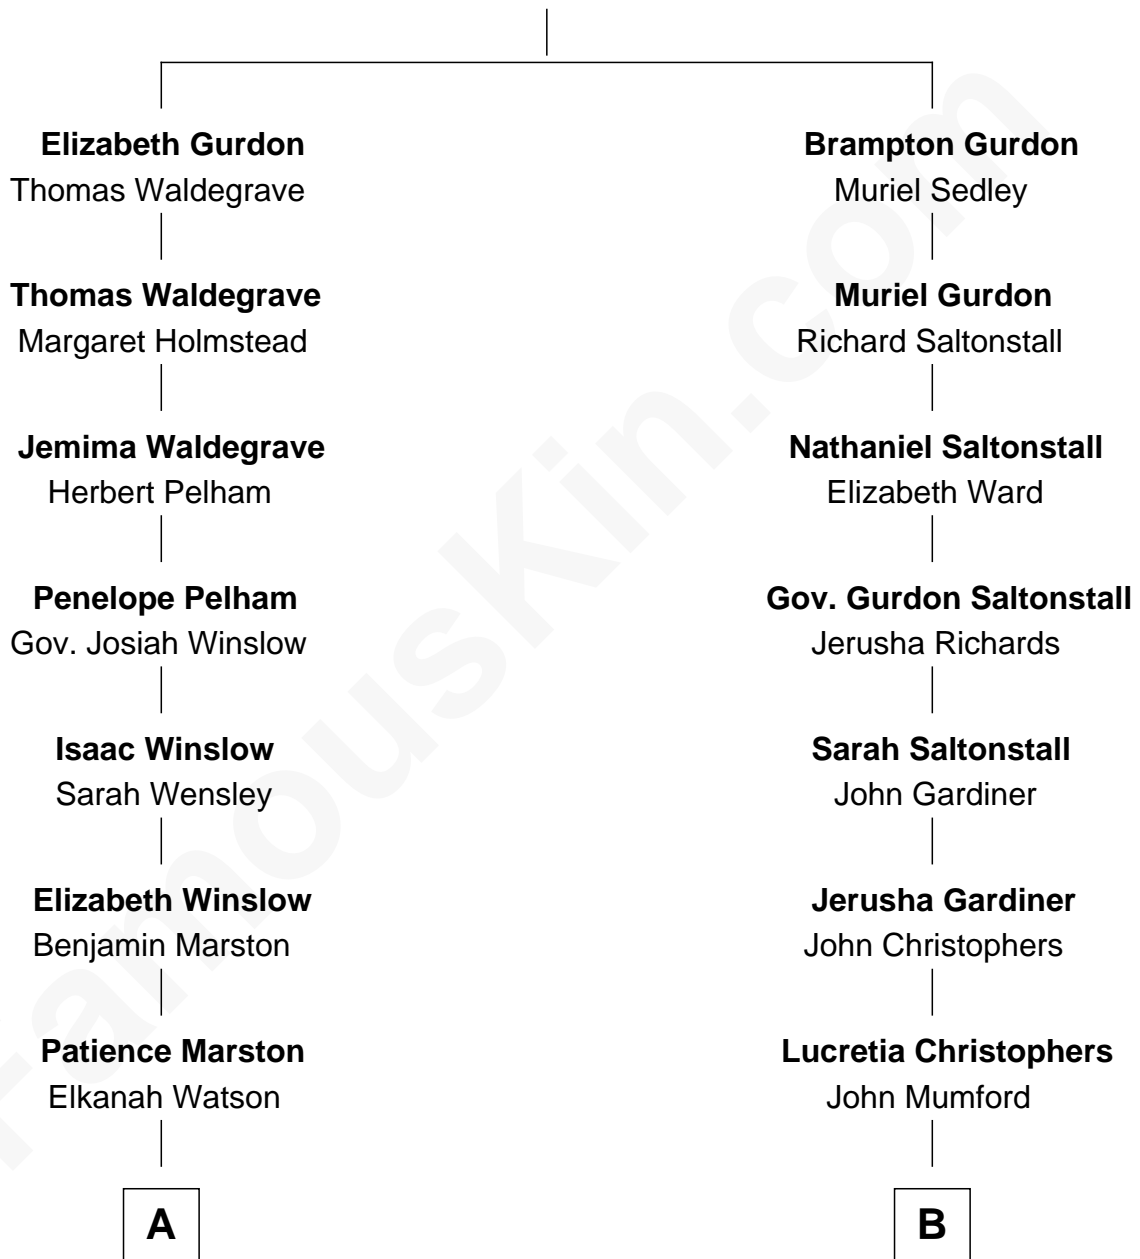 Elizabeth Gurdon
Thomas Waldegrave
Thomas Waldegrave
Margaret Holmstead
Jemima Waldegrave
Herbert Pelham
Penelope Pelham
Gov. Josiah Winslow
Isaac Winslow
Sarah Wensley
Elizabeth Winslow
Benjamin Marston
Patience Marston
Elkanah Watson
A
Brampton Gurdon
Muriel Sedley
Muriel Gurdon
Richard Saltonstall
Nathaniel Saltonstall
Elizabeth Ward
Gov. Gurdon Saltonstall
Jerusha Richards
Sarah Saltonstall
John Gardiner
Jerusha Gardiner
John Christophers
Lucretia Christophers
John Mumford
B
FamousKin.com